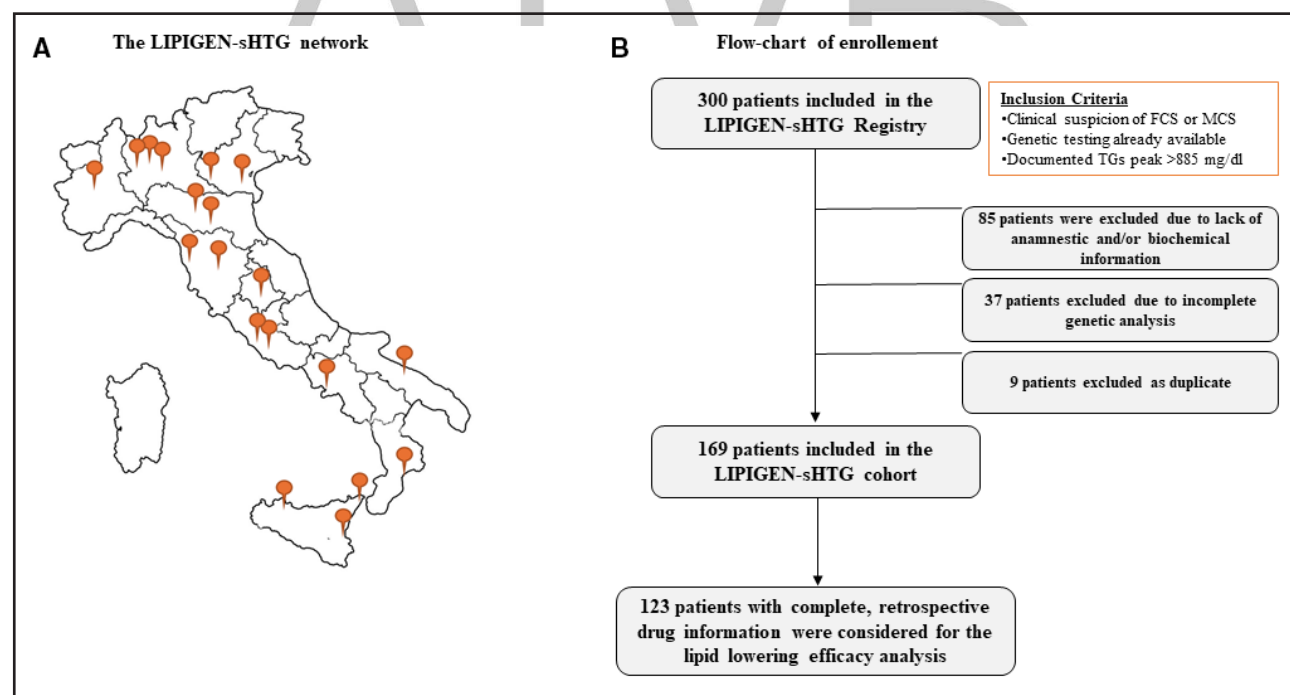 A
The LIPIGEN-sHTG network
B
Flow-chart of enrollement
300 patients included in the
LIPIGEN-sHTG Registry
Inclusion Criteria
•Clinical suspicion of FCS or MCS
•Genetic testing already available
•Documented TGs peak >885 mg/dl
85 patients were excluded due to lack of
anamnestic and/or biochemical
information
37 patients excluded due to incomplete
genetic analysis
9 patients excluded as duplicate
169 patients included in the
LIPIGEN-sHTG cohort
123 patients with complete, retrospective
drug information were considered for the
lipid lowering efficacy analysis